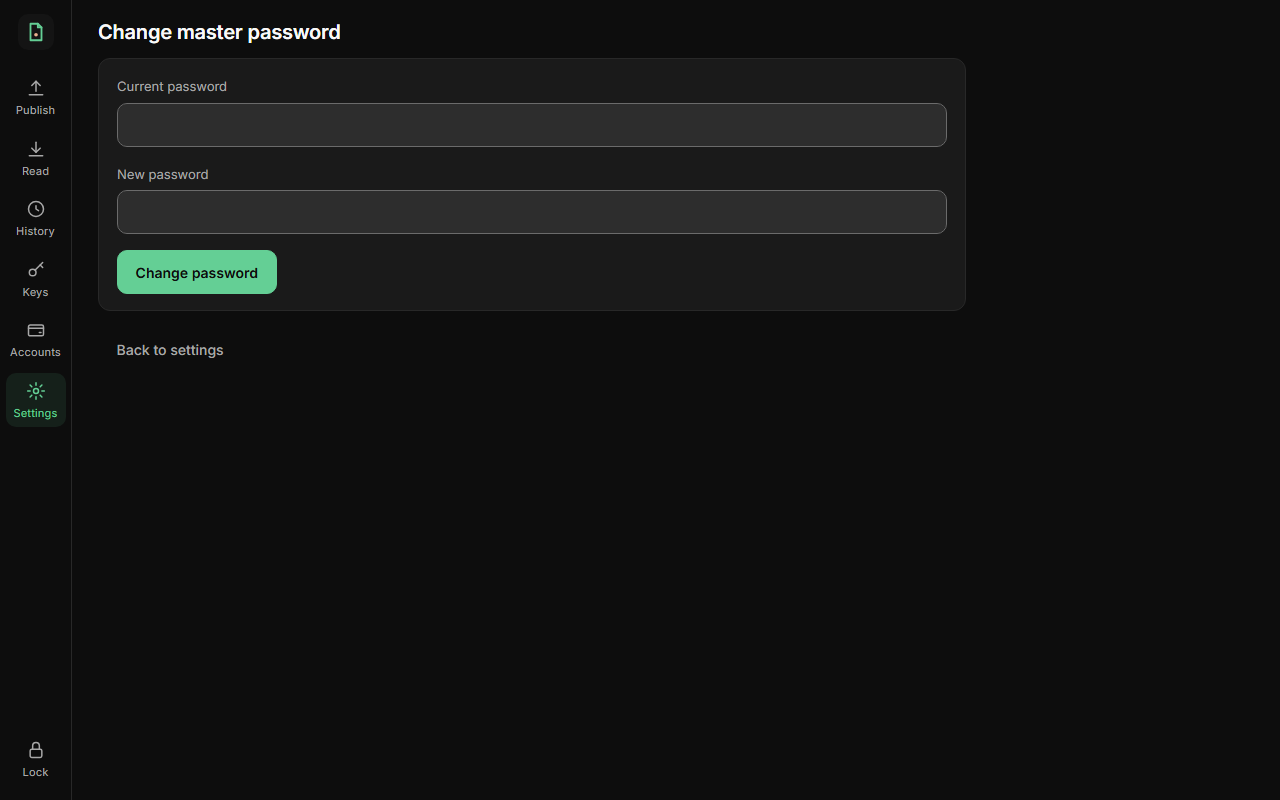 Change master password
Current password
New password
Change password
Back to settings
Publish
Read
History
Keys
Accounts
Settings
Lock